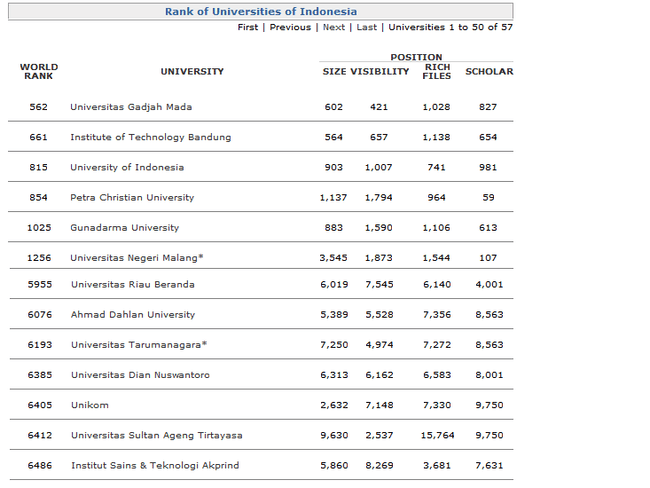 Rank of Universities of Indonesia
First | Previous | Next | Last | Universities 1 to 50 of 57
POSITION
WORLD RANK UNIVERSITY SIZE VISIBILITY RICH FILES SCHOLAR
562 Universitas Gadjah Mada 602 421 1,028 827
661 Institute of Technology Bandung 564 657 1,138 654
815 University of Indonesia 903 1,007 741 981
854 Petra Christian University 1,137 1,794 964 59
1025 Gunadarma University 883 1,590 1,106 613
1256 Universitas Negeri Malang* 3,545 1,873 1,544 107
5955 Universitas Riau Beranda 6,019 7,545 6,140 4,001
6076 Ahmad Dahlan University 5,389 5,528 7,356 8,563
6193 Universitas Tarumanagara* 7,250 4,974 7,272 8,563
6385 Universitas Dian Nuswantoro 6,313 6,162 6,583 8,001
6405 Unikom 2,632 7,148 7,330 9,750
6412 Universitas Sultan Ageng Tirtayasa 9,630 2,537 15,764 9,750
6486 Institut Sains & Teknologi Akprind 5,860 8,269 3,681 7,631